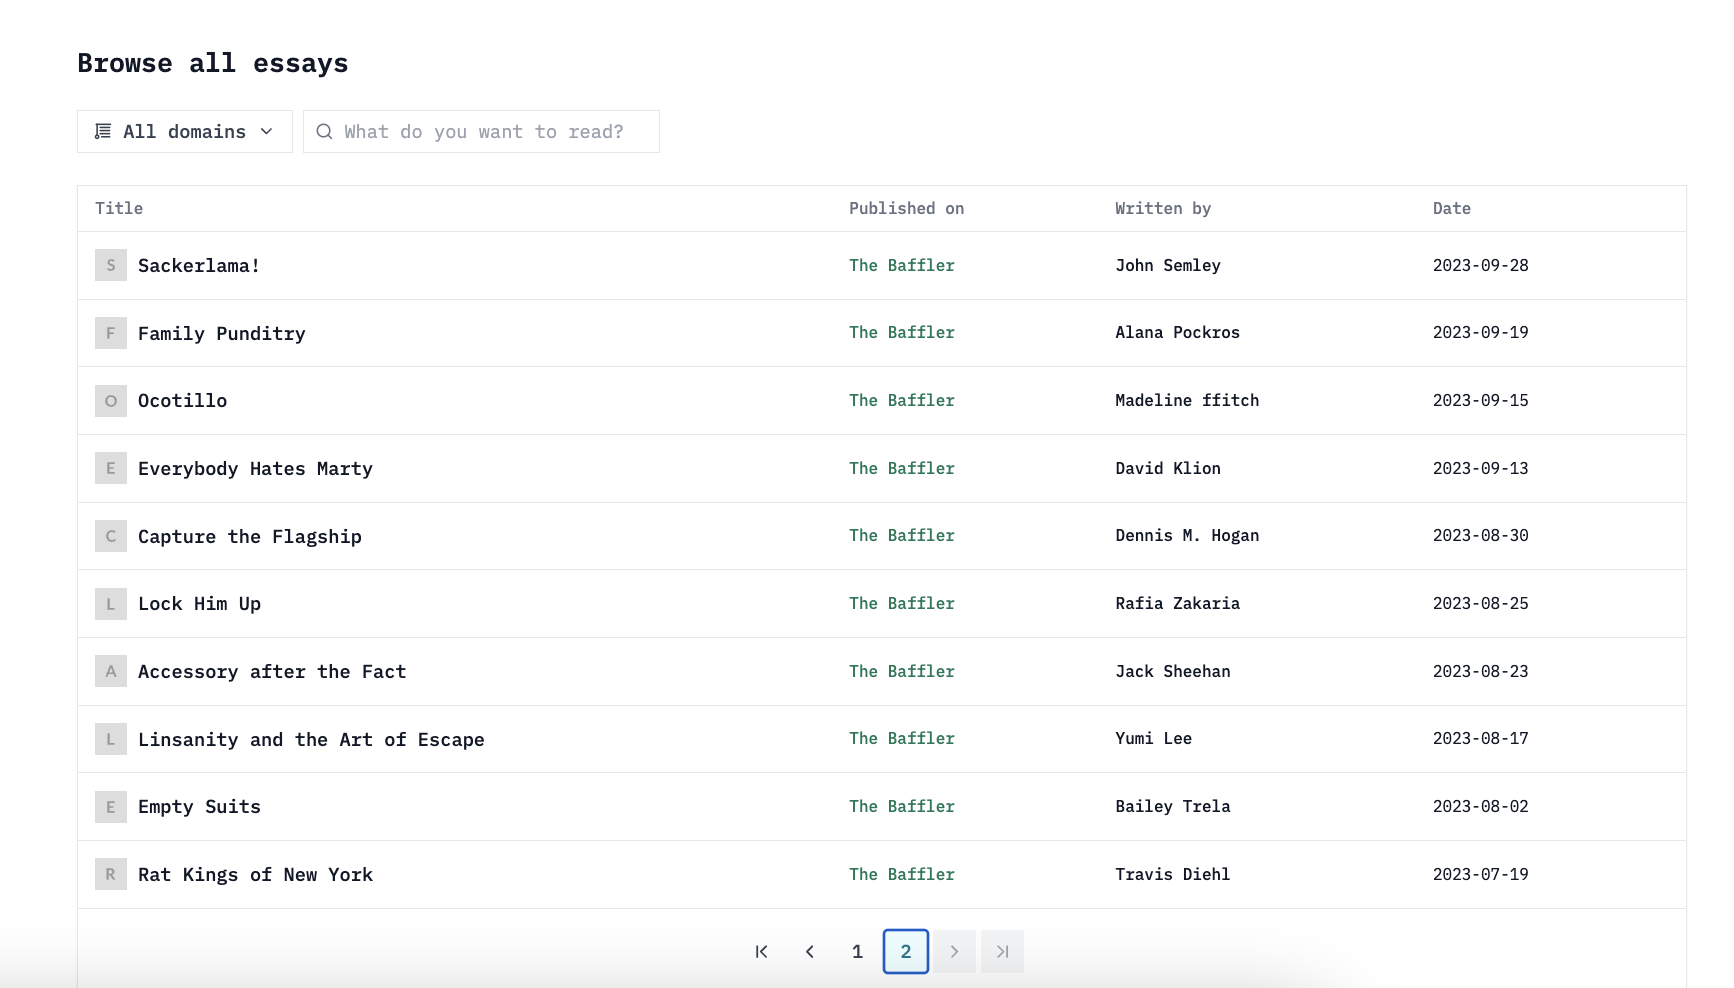 Browse all essays
All domains What do you want to read?
Title Published on Written by Date
S Sackerlama! The Baffler John Semley 2023-09-28
F Family Punditry The Baffler Alana Pockros 2023-09-19
O Ocotillo The Baffler Madeline ffitch 2023-09-15
E Everybody Hates Marty The Baffler David Klion 2023-09-13
C Capture the Flagship The Baffler Dennis M. Hogan 2023-08-30
L Lock Him Up The Baffler Rafia Zakaria 2023-08-25
A Accessory after the Fact The Baffler Jack Sheehan 2023-08-23
L Linsanity and the Art of Escape The Baffler Yumi Lee 2023-08-17
E Empty Suits The Baffler Bailey Trela 2023-08-02
R Rat Kings of New York The Baffler Travis Diehl 2023-07-19
1 2